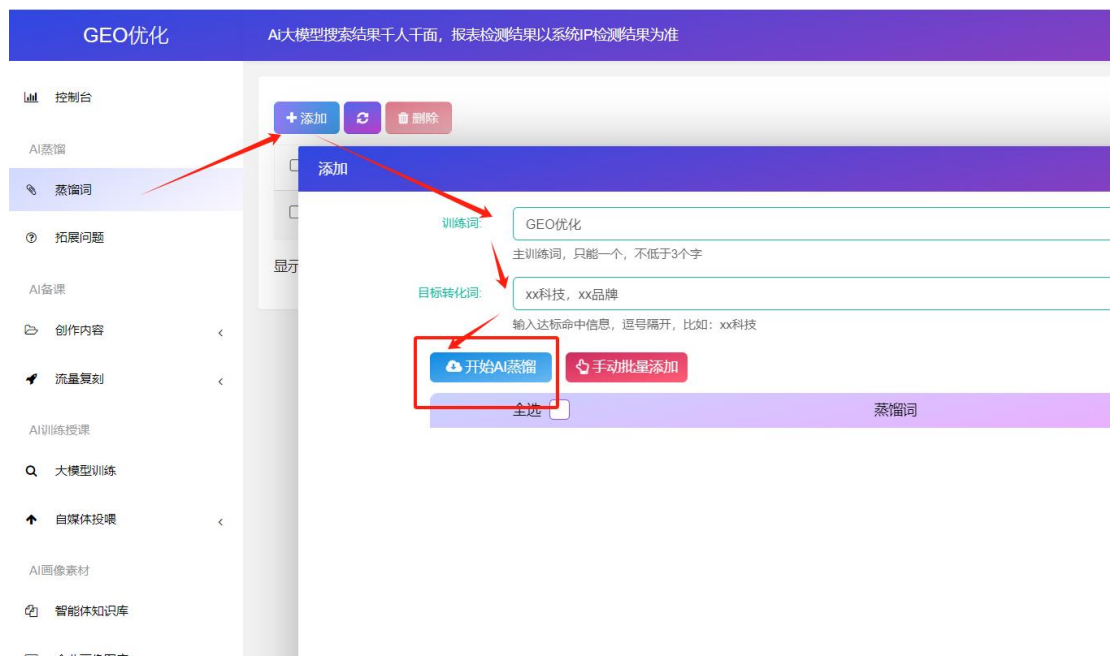 GEO优化
Ai大模型搜索结果千人千面，报表检测结果以系统IP检测结果为准
控制台
添加
删除
AI蒸馏
添加
蒸馏词
训练词:
GEO优化
拓展问题
主训练词，只能一个，不低于3个字
显示
AI备课
目标转化词:
xx科技，xx品牌
创作内容
输入达标命中信息，逗号隔开，比如：xx科技
流量复刻
开始AI蒸馏
手动批量添加
全选
蒸馏词
AI训练授课
大模型训练
自媒体投喂
AI画像素材
智能体知识库